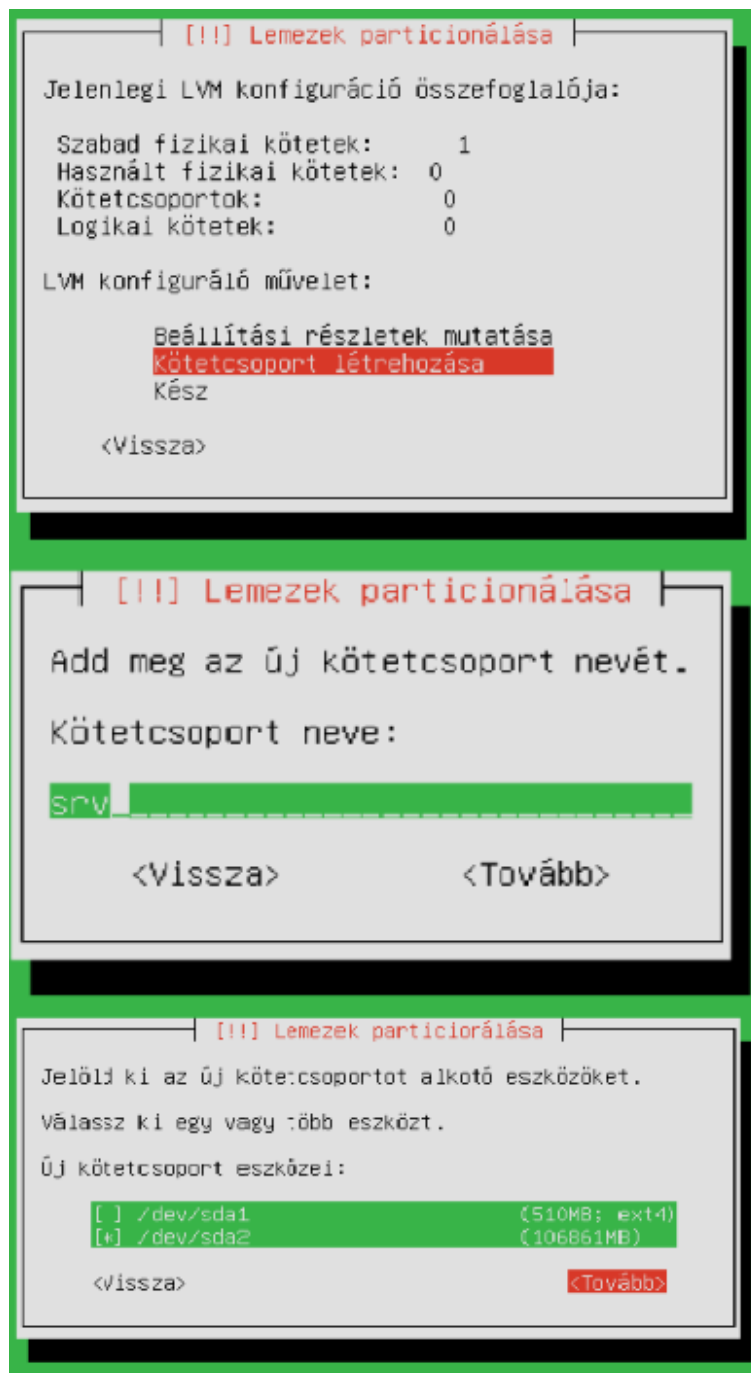 [!!] Lemezek particionálása
Jelenlegi LVM konfiguráció összefoglalója:
Szabad fizikai kötetek: 1
Használt fizikai kötetek: 0
Kötetcsoportok: 0
Logikai kötetek: 0
LVM konfiguráló művelet:
Beállítási részletek mutatása
Kötetcsoport létrehozása
Kész
<Vissza>
[!!] Lemezek particionálása
Add meg az új kötetcsoport nevét.
Kötetcsoport neve:
srv
<Vissza> <Tovább>
[!!] Lemezek particionálása
Jelöld ki az új kötetcsoportot alkotó eszközöket.
Válassz ki egy vagy több eszközt.
Új kötetcsoport eszközei:
[ ] /dev/sda1 (510MB; ext4)
[*] /dev/sda2 (106861MB)
<Vissza> <Tovább>